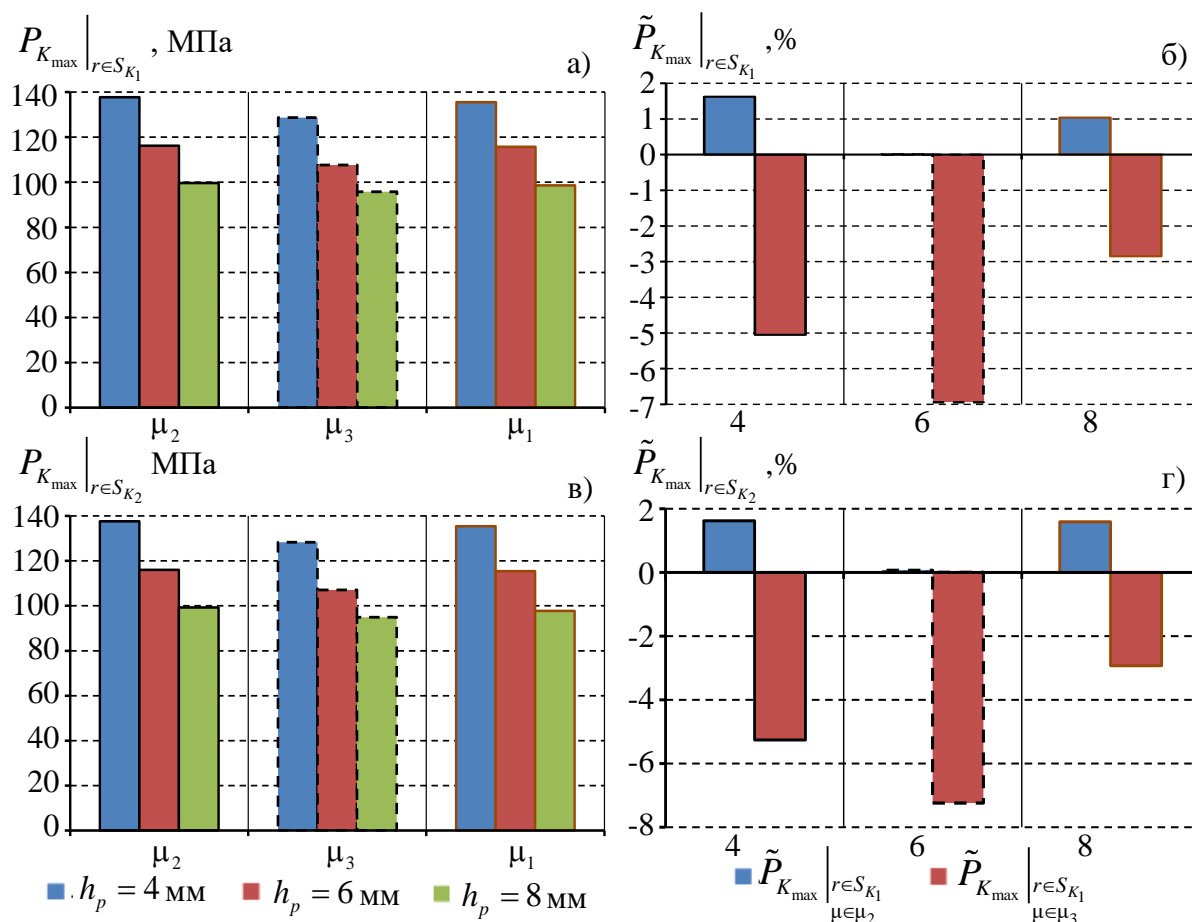 P_{K_max}|_{r∈S_{K_1}}, МПа
а)
140
120
100
80
60
40
20
0
μ_2 μ_3 μ_1
P̃_{K_max}|_{r∈S_{K_1}}, %
б)
2
1
0
-1
-2
-3
-4
-5
-6
-7
4 6 8
P_{K_max}|_{r∈S_{K_2}} МПа
в)
140
120
100
80
60
40
20
0
μ_2 μ_3 μ_1
h_p = 4 мм h_p = 6 мм h_p = 8 мм
P̃_{K_max}|_{r∈S_{K_2}}, %
г)
2
0
-2
-4
-6
-8
4 6 8
P̃_{K_max}|_{r∈S_{K_1} μ∈μ_2} P̃_{K_max}|_{r∈S_{K_1} μ∈μ_3}